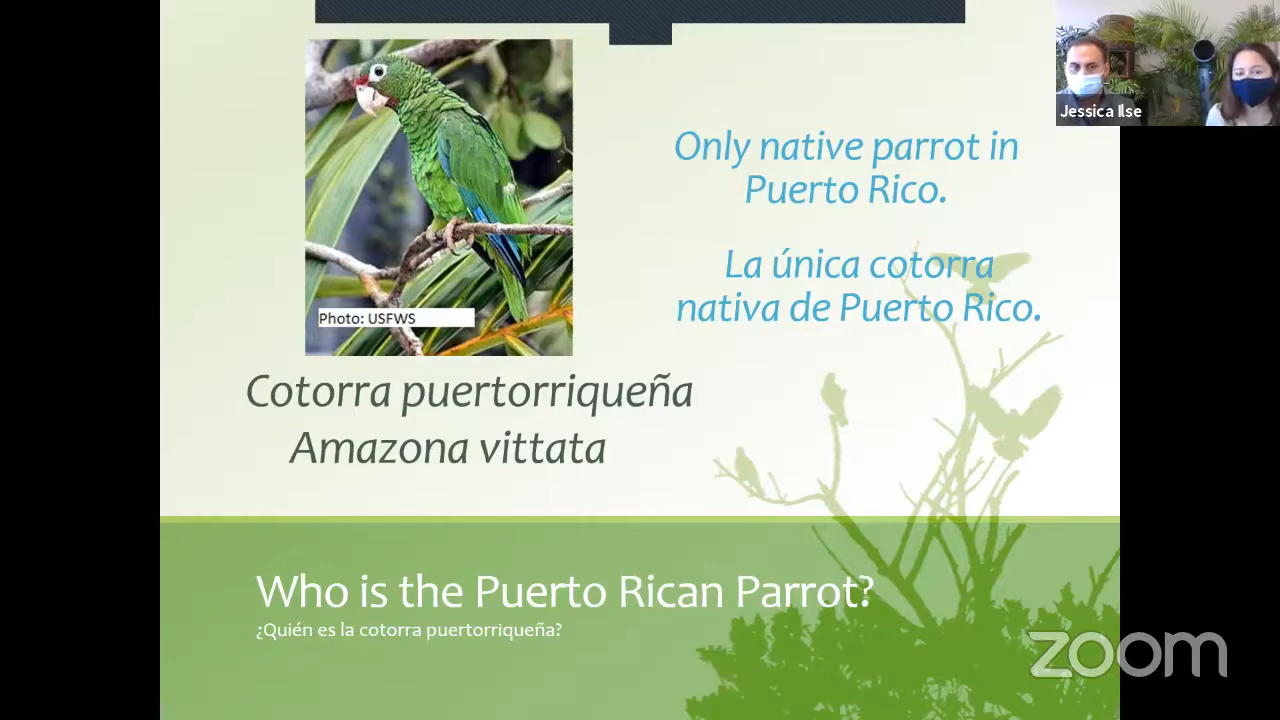 Jessica Ilse
Only native parrot in
Puerto Rico.
La única cotorra
nativa de Puerto Rico.
Photo: USFWS
Cotorra puertorriqueña
Amazona vittata
Who is the Puerto Rican Parrot?
¿Quién es la cotorra puertorriqueña?
zoom